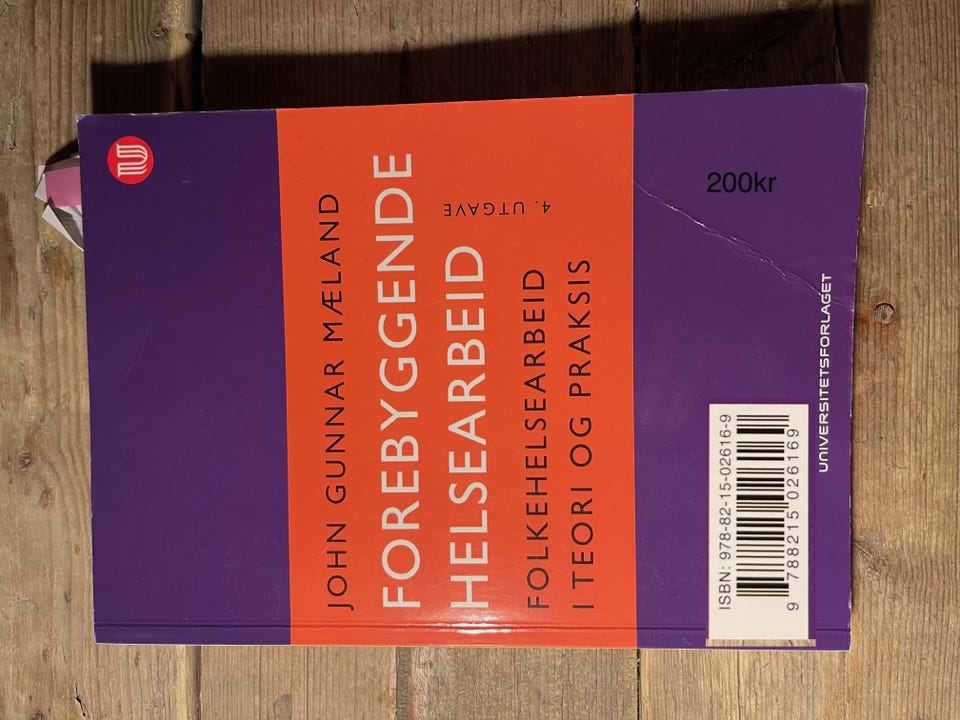 JOHN GUNNAR MÆLAND
FOREBYGGENDE
HELSEARBEID
4. UTGAVE
FOLKEHELSEARBEID
I TEORI OG PRAKSIS
200kr
ISBN: 978-82-15-02616-9
9 788215 026169
UNIVERSITETSFORLAGET